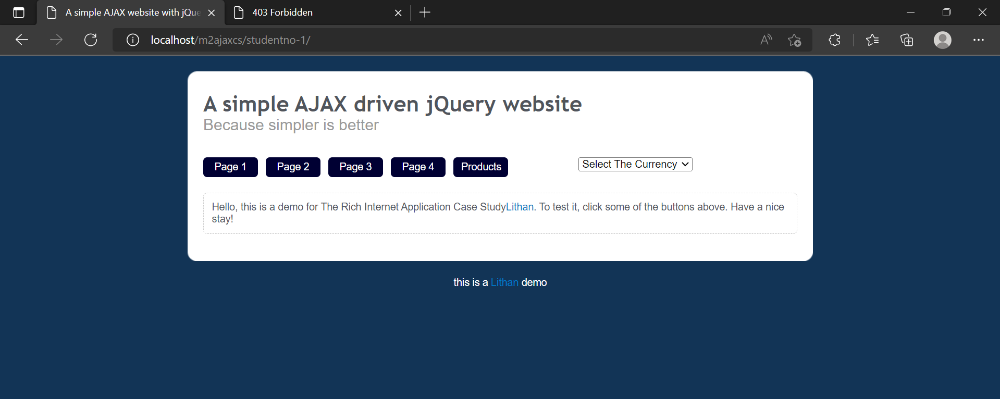 A simple AJAX website with jQue
403 Forbidden
localhost/m2ajaxcs/studentno-1/
A simple AJAX driven jQuery website
Because simpler is better
Page 1 Page 2 Page 3 Page 4 Products Select The Currency
Hello, this is a demo for The Rich Internet Application Case StudyLithan. To test it, click some of the buttons above. Have a nice
stay!
this is a Lithan demo